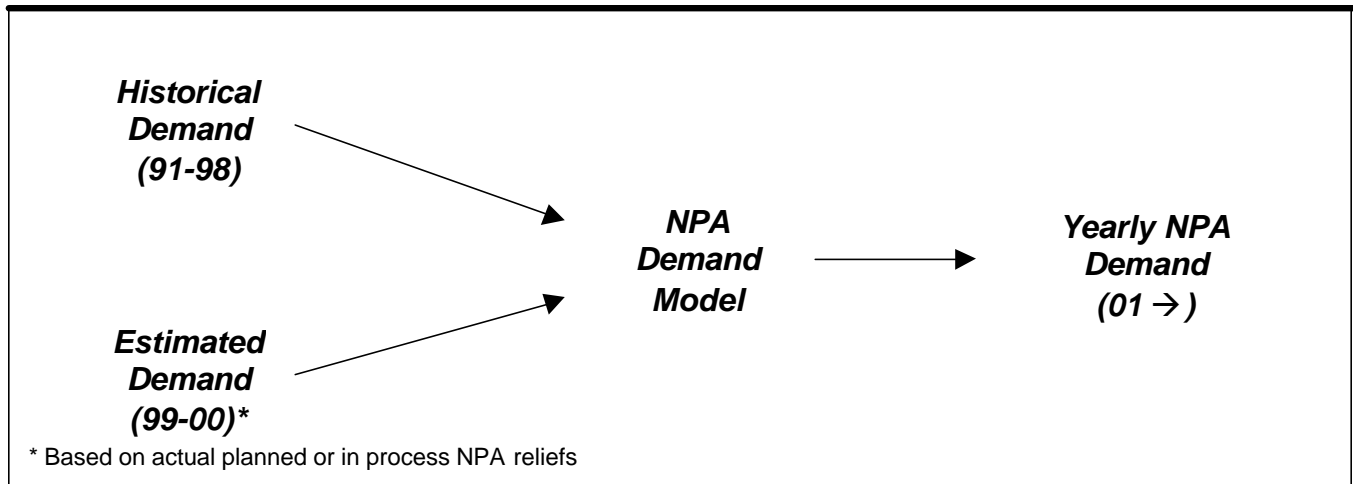 Historical
Demand
(91-98)
NPA
Demand
Model
Yearly NPA
Demand
(01 → )
Estimated
Demand
(99-00)*
* Based on actual planned or in process NPA reliefs